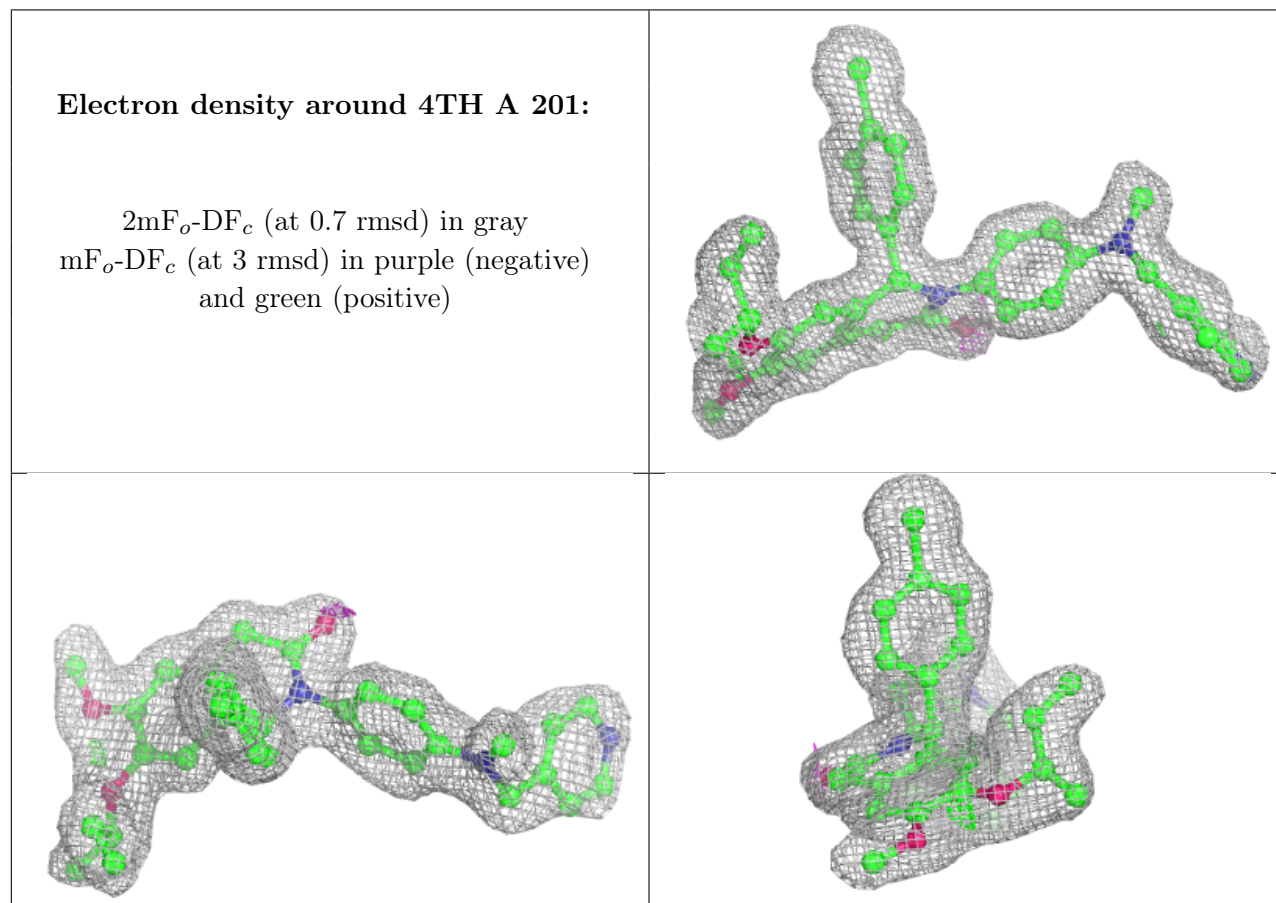 Electron density around 4TH A 201:
2mFo-DFc (at 0.7 rmsd) in gray
mFo-DFc (at 3 rmsd) in purple (negative)
and green (positive)